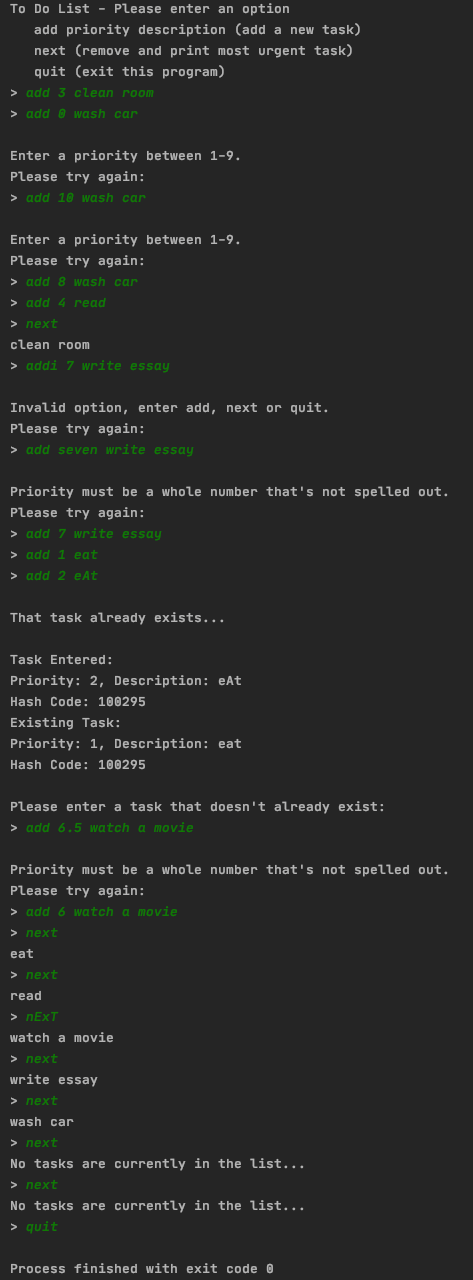 To Do List - Please enter an option
   add priority description (add a new task)
   next (remove and print most urgent task)
   quit (exit this program)
> add 3 clean room
> add 0 wash car

Enter a priority between 1-9.
Please try again:
> add 10 wash car

Enter a priority between 1-9.
Please try again:
> add 8 wash car
> add 4 read
> next
clean room
> addi 7 write essay

Invalid option, enter add, next or quit.
Please try again:
> add seven write essay

Priority must be a whole number that's not spelled out.
Please try again:
> add 7 write essay
> add 1 eat
> add 2 eAt

That task already exists...

Task Entered:
Priority: 2, Description: eAt
Hash Code: 100295
Existing Task:
Priority: 1, Description: eat
Hash Code: 100295

Please enter a task that doesn't already exist:
> add 6.5 watch a movie

Priority must be a whole number that's not spelled out.
Please try again:
> add 6 watch a movie
> next
eat
> next
read
> nExT
watch a movie
> next
write essay
> next
wash car
> next
No tasks are currently in the list...
> next
No tasks are currently in the list...
> quit

Process finished with exit code 0